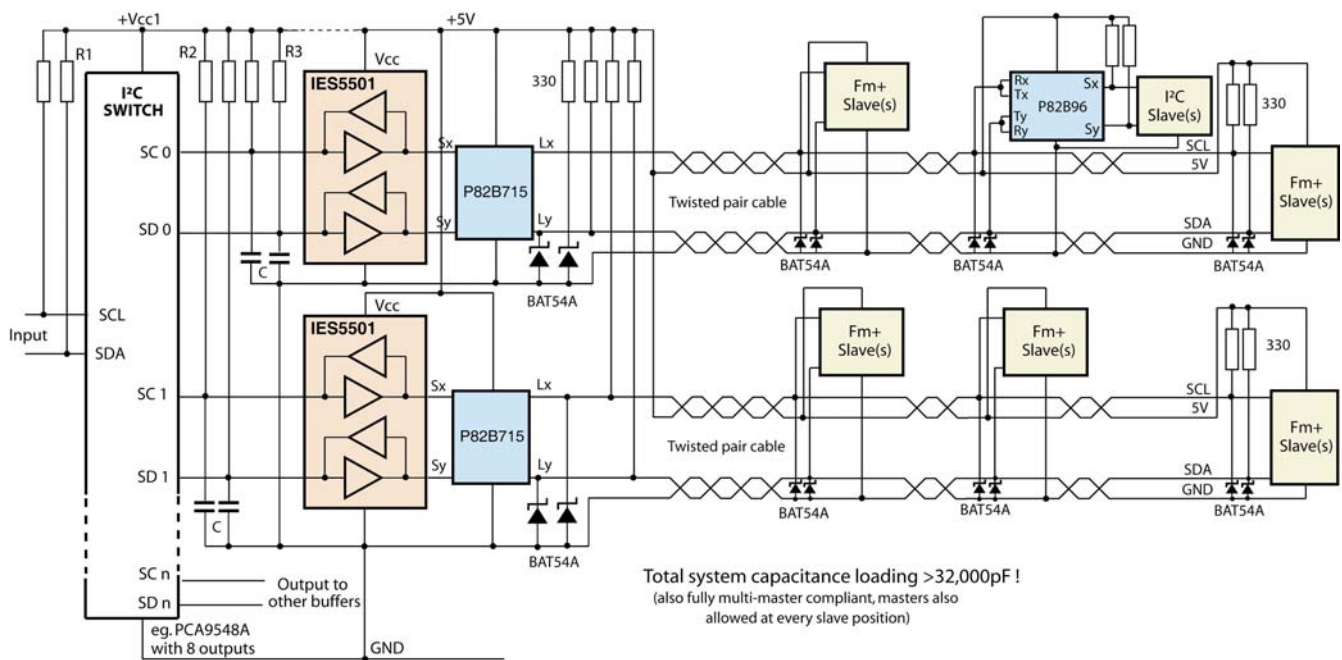 +Vcc1
+5V
R1
R2
R3
Vcc
330
I²C
SWITCH
IES5501
Fm+
Slave(s)
Rx
Tx
Ty
Ry
Sx
Sy
P82B96
I²C
Slave(s)
330
SC 0
Sx
Lx
SCL
5V
P82B715
Twisted pair cable
Fm+
Slave(s)
SD 0
Sy
Ly
SDA
GND
C
BAT54A
BAT54A
BAT54A
BAT54A
Vcc
IES5501
SCL
Input
SDA
Fm+
Slave(s)
Fm+
Slave(s)
330
SC 1
Sx
Lx
SCL
5V
P82B715
Twisted pair cable
Fm+
Slave(s)
SD 1
Sy
Ly
SDA
GND
C
BAT54A
BAT54A
BAT54A
BAT54A
SC n
SD n
Output to
other buffers
Total system capacitance loading >32,000pF !
(also fully multi-master compliant, masters also
allowed at every slave position)
eg. PCA9548A
with 8 outputs
GND